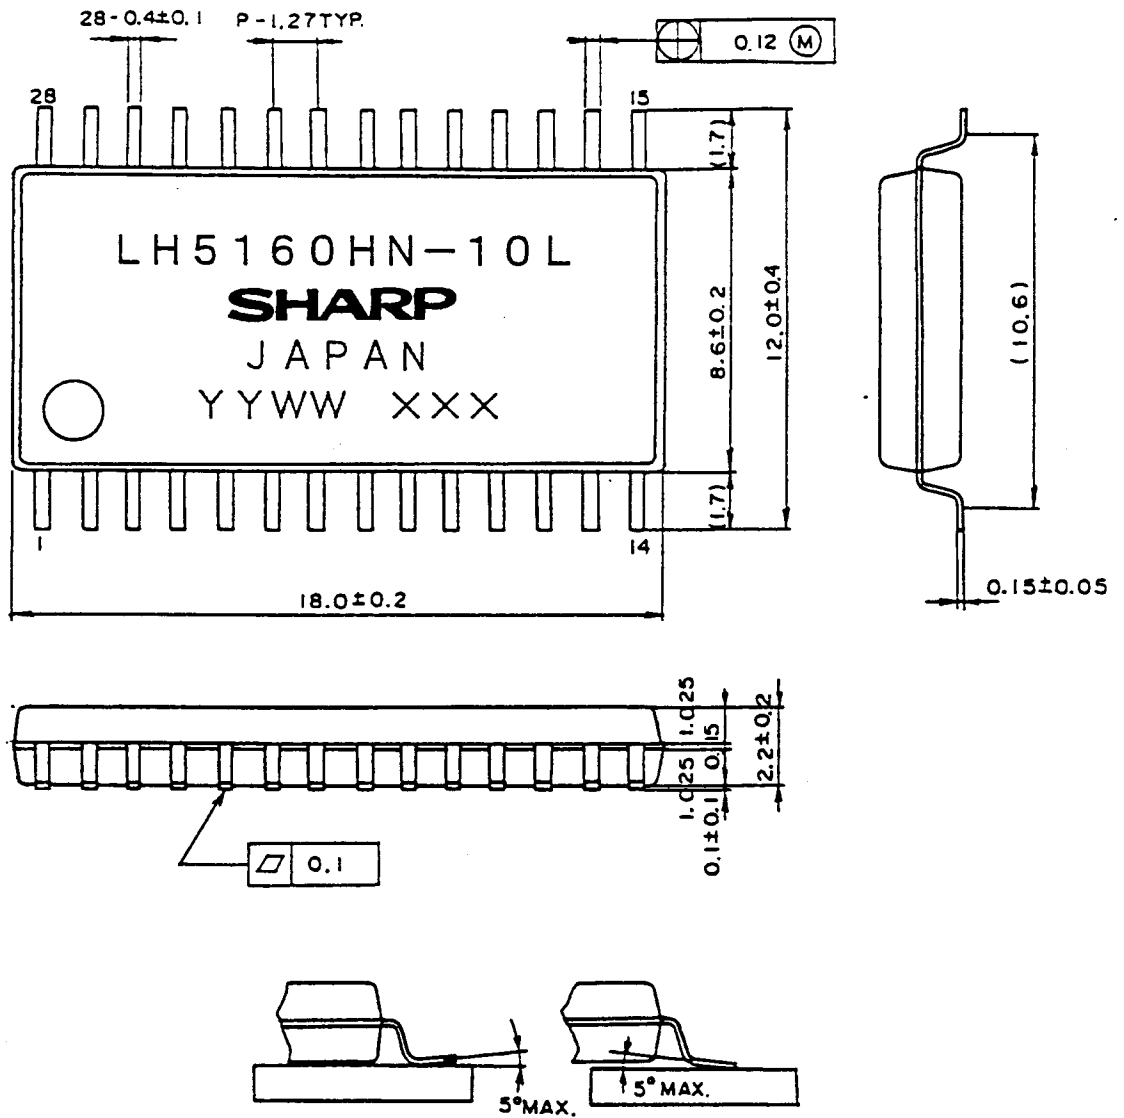 28-0.4±0.1
P-1.27TYP.
0.12 Ⓜ
28
15
(1.7)
LH5160HN-10L
SHARP
JAPAN
YYWW XXX
8.6±0.2
12.0±0.4
(10.6)
(1.7)
1
14
18.0±0.2
0.15±0.05
1.025
0.15
1.025
2.2±0.2
0.1±0.1
0.1
5°MAX.
5°MAX.